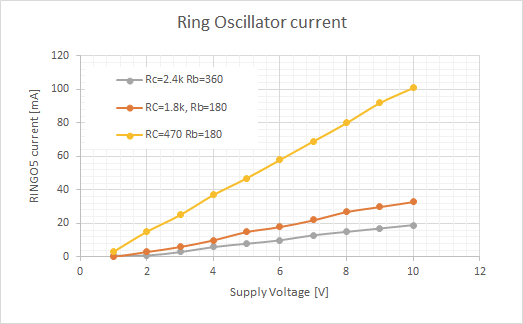 Ring Oscillator current
120
100
80
60
40
20
0
RINGO5 current [mA]
Rc=2.4k Rb=360
RC=1.8k, Rb=180
RC=470 Rb=180
0 2 4 6 8 10 12
Supply Voltage [V]